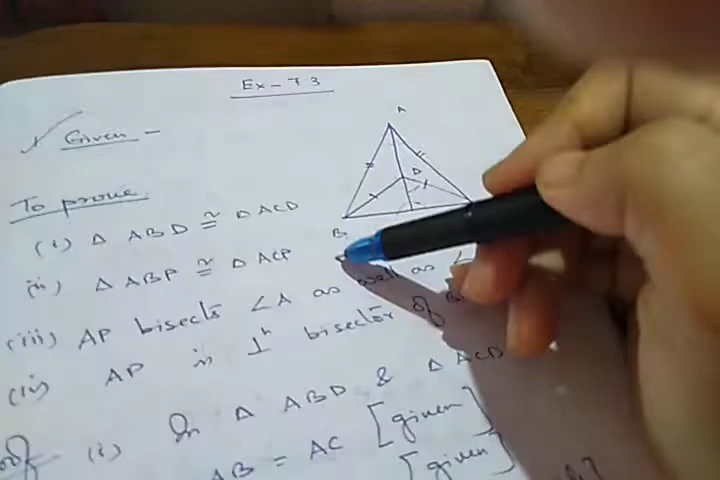 Ex-7.3
Given-
A
D
B
To prove
(i) Δ ABD ≅ Δ ACD
(ii) Δ ABP ≅ Δ ACP
(iii) AP bisects ∠A as well as ∠
(iv) AP is ⊥ʳ bisector of B
(i) In Δ ABD & Δ ACD
AB = AC [given]
[given]